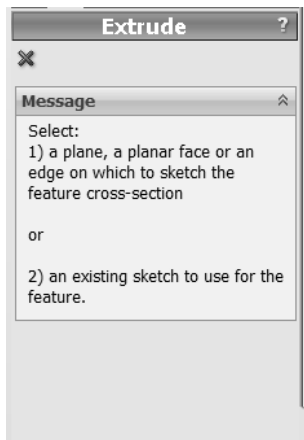 Extrude ?
Message
Select:
1) a plane, a planar face or an
edge on which to sketch the
feature cross-section
or
2) an existing sketch to use for the
feature.